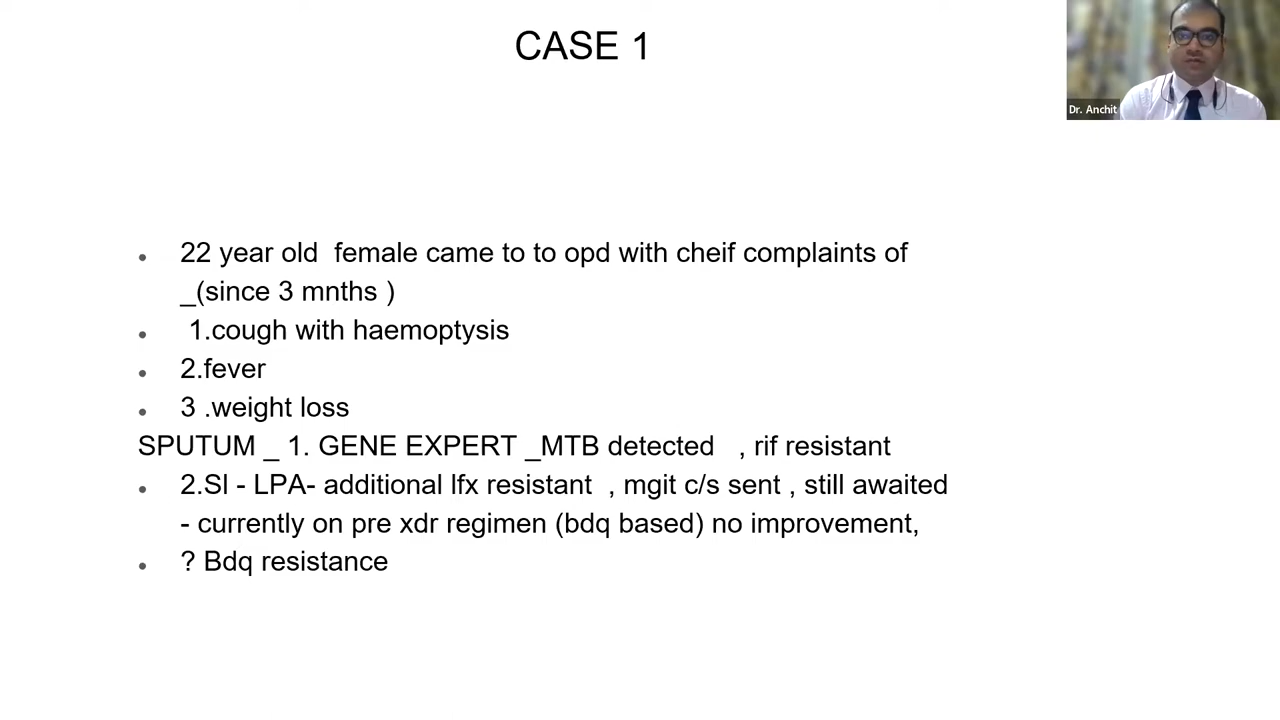 CASE 1
Dr. Anchit
• 22 year old female came to to opd with cheif complaints of
_(since 3 mnths )
• 1.cough with haemoptysis
• 2.fever
• 3 .weight loss
SPUTUM _ 1. GENE EXPERT _MTB detected , rif resistant
• 2.Sl - LPA- additional lfx resistant , mgit c/s sent , still awaited
- currently on pre xdr regimen (bdq based) no improvement,
• ? Bdq resistance